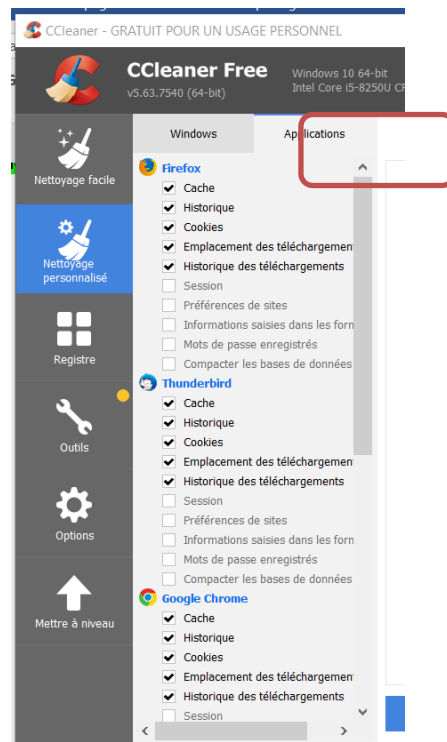 CCleaner - GRATUIT POUR UN USAGE PERSONNEL
CCleaner Free
v5.63.7540 (64-bit)
Windows 10 64-bit
Intel Core i5-8250U CP
Nettoyage facile
Nettoyage
personnalisé
Registre
Outils
Options
Mettre à niveau
Windows
Applications
Firefox
Cache
Historique
Cookies
Emplacement des téléchargemen
Historique des téléchargements
Session
Préférences de sites
Informations saisies dans les forn
Mots de passe enregistrés
Compacter les bases de données
Thunderbird
Cache
Historique
Cookies
Emplacement des téléchargemen
Historique des téléchargements
Session
Préférences de sites
Informations saisies dans les forn
Mots de passe enregistrés
Compacter les bases de données
Google Chrome
Cache
Historique
Cookies
Emplacement des téléchargemen
Historique des téléchargements
Session